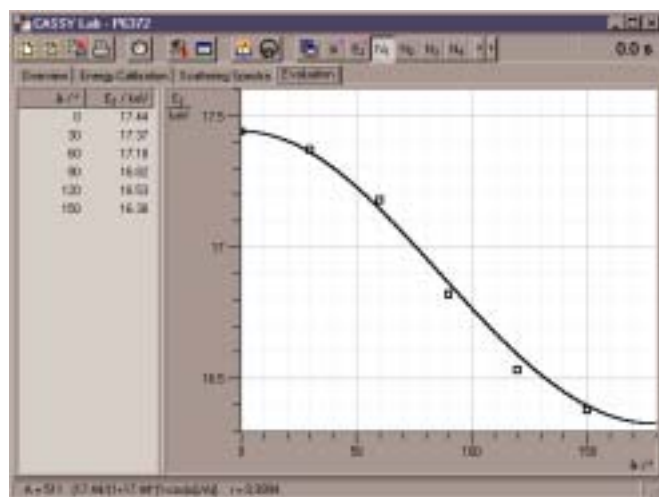 CASSY Lab - P6372
0.0 s
Overview Energy Calibration Scattering Spectra Evaluation
ϑ / ° E₂ / keV
0 17.44
30 17.37
60 17.18
90 16.82
120 16.53
150 16.38
E₂
keV
17.5
17
16.5
0 50 100 150
ϑ / °